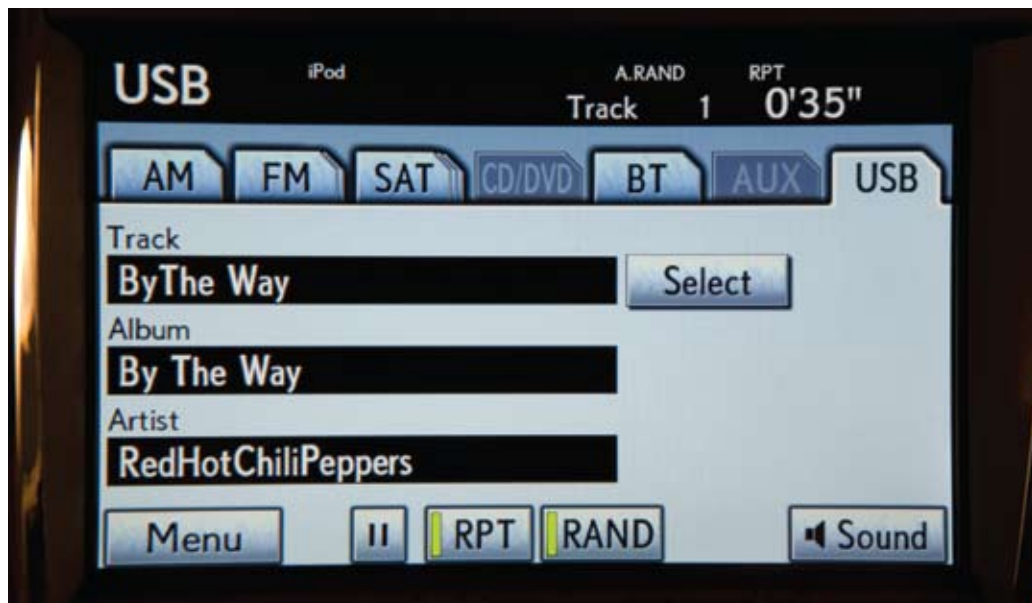 USB iPod A.RAND RPT
Track 1 0'35"
AM FM SAT CD/DVD BT AUX USB
Track
ByThe Way Select
Album
By The Way
Artist
RedHotChiliPeppers
Menu II RPT RAND Sound